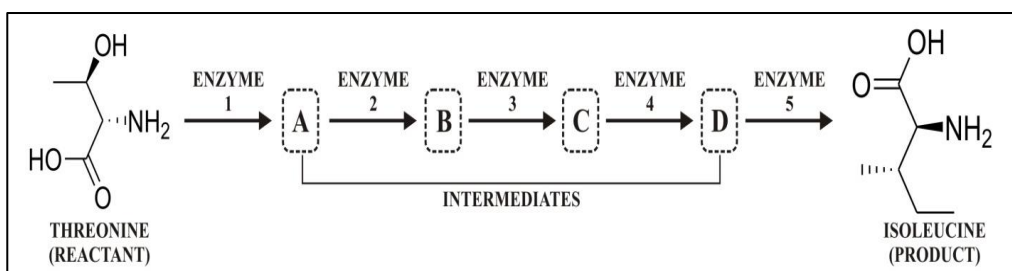 OH
NH₂
HO
O
THREONINE
(REACTANT)
ENZYME
1
A
ENZYME
2
B
ENZYME
3
C
ENZYME
4
D
ENZYME
5
INTERMEDIATES
OH
O
NH₂
ISOLEUCINE
(PRODUCT)